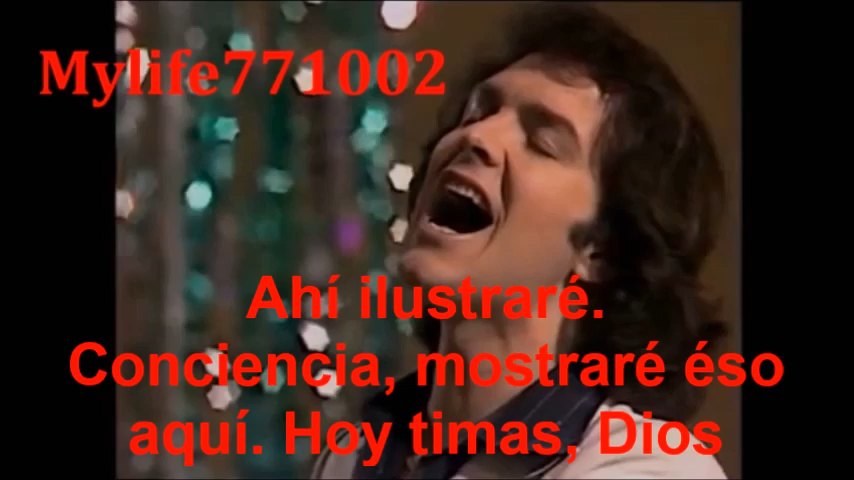 Mylife771002
Ahí ilustraré.
Conciencia, mostraré éso
aquí. Hoy timas, Dios